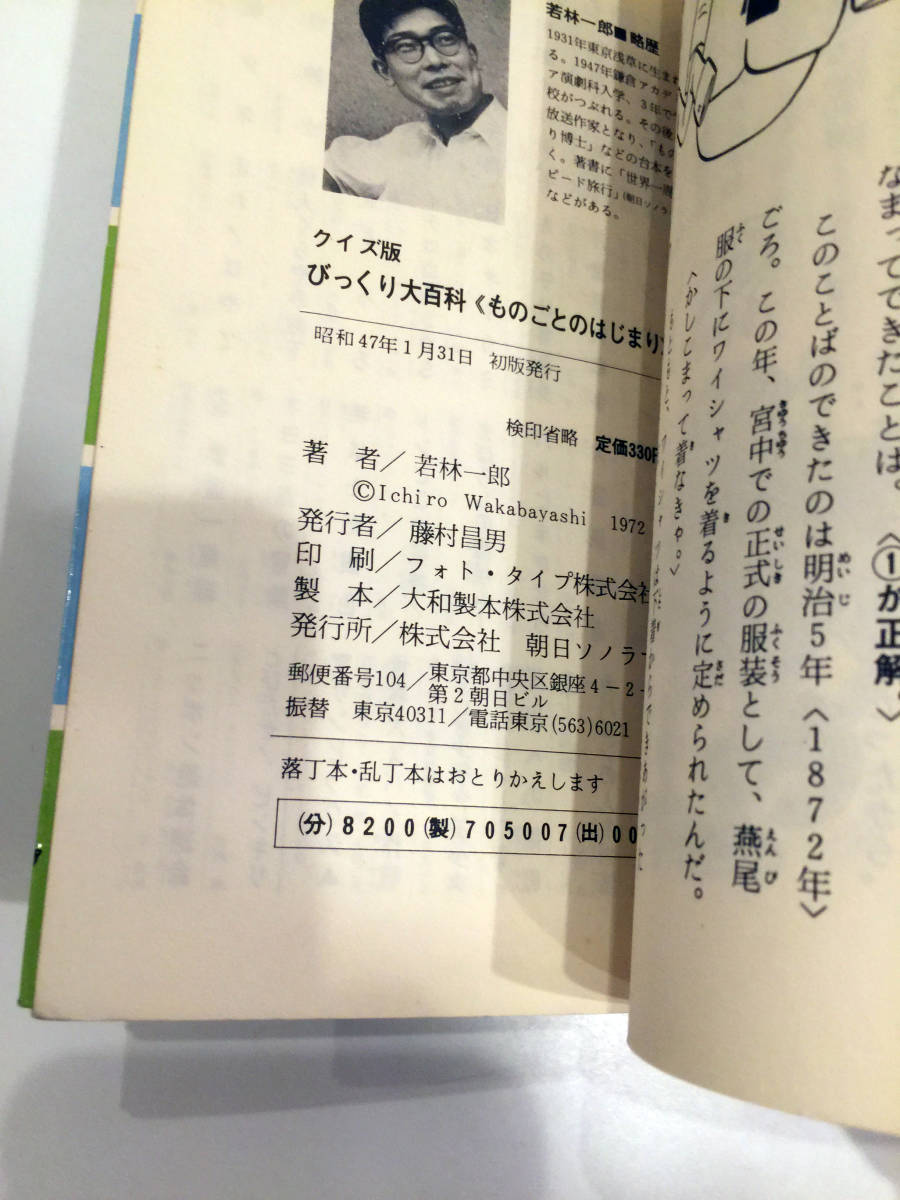 若林一郎■略歴
1931年東京浅草に生まれ
る。1947年鎌倉アカデ
ア演劇科入学、3年で
校がつぶれる。その後
放送作家となり、「もの
り博士」などの台本を
く。著書に「世界一周
ピード旅行」(朝日ソノラ
などがある。
クイズ版
びっくり大百科《ものごとのはじまり
昭和47年1月31日 初版発行
検印省略 定価330円
著 者／若林一郎
©Ichiro Wakabayashi 1972
発行者／藤村昌男
印 刷／フォト・タイプ株式会社
製 本／大和製本株式会社
発行所／株式会社 朝日ソノラ
郵便番号104／東京都中央区銀座4-2-
第2朝日ビル
振替 東京40311／電話東京(563)6021
落丁本・乱丁本はおとりかえします
(分)8200(製)705007(出)00
なまってできたことは。〈①が正解。〉
このことばのできたのは明治5年〈1872年〉
ごろ。この年、宮中での正式の服装として、燕尾
服の下にワイシャツを着るように定められたんだ。
〈かしこまって着なきゃ。〉